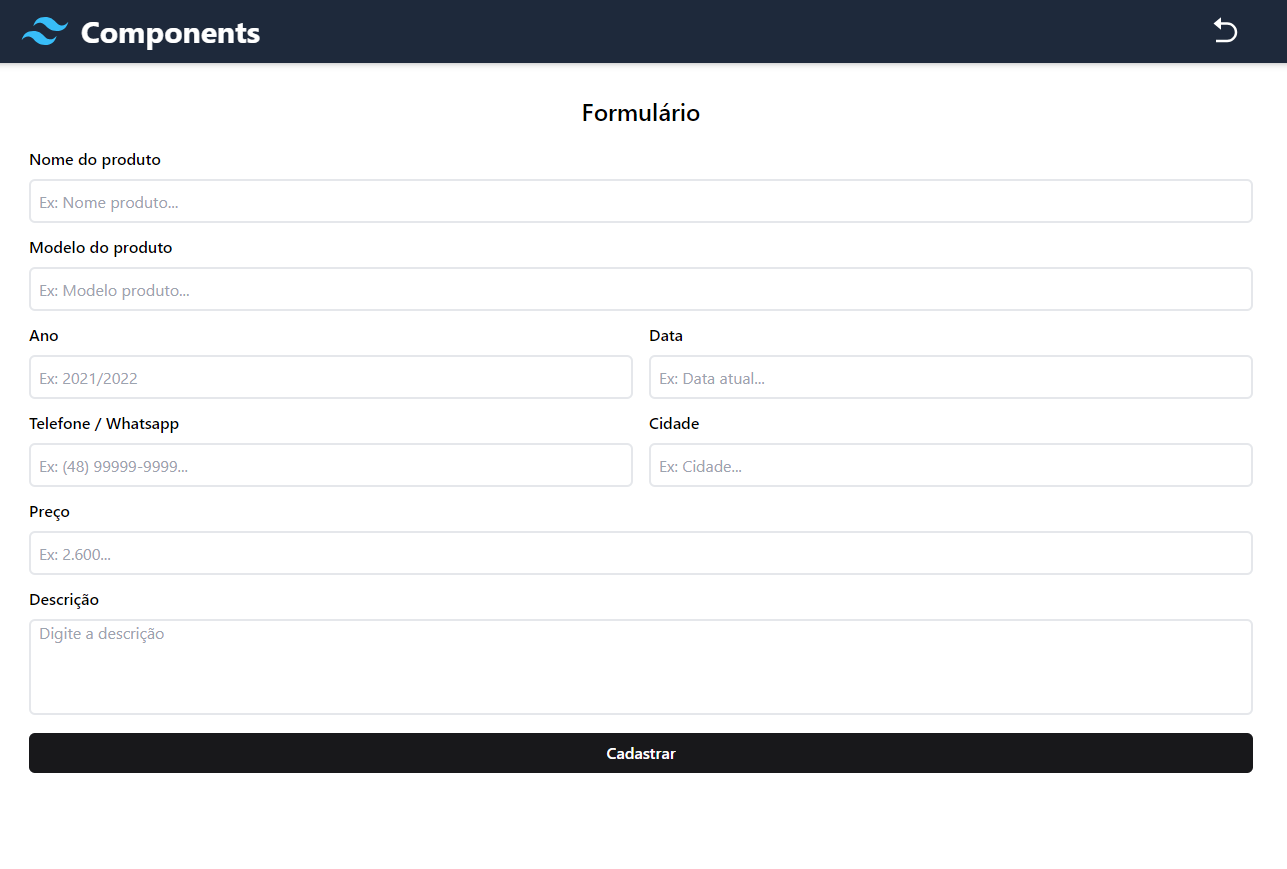 Components
Formulário
Nome do produto
Ex: Nome produto...
Modelo do produto
Ex: Modelo produto...
Ano
Data
Ex: 2021/2022
Ex: Data atual...
Telefone / Whatsapp
Cidade
Ex: (48) 99999-9999...
Ex: Cidade...
Preço
Ex: 2.600...
Descrição
Digite a descrição
Cadastrar